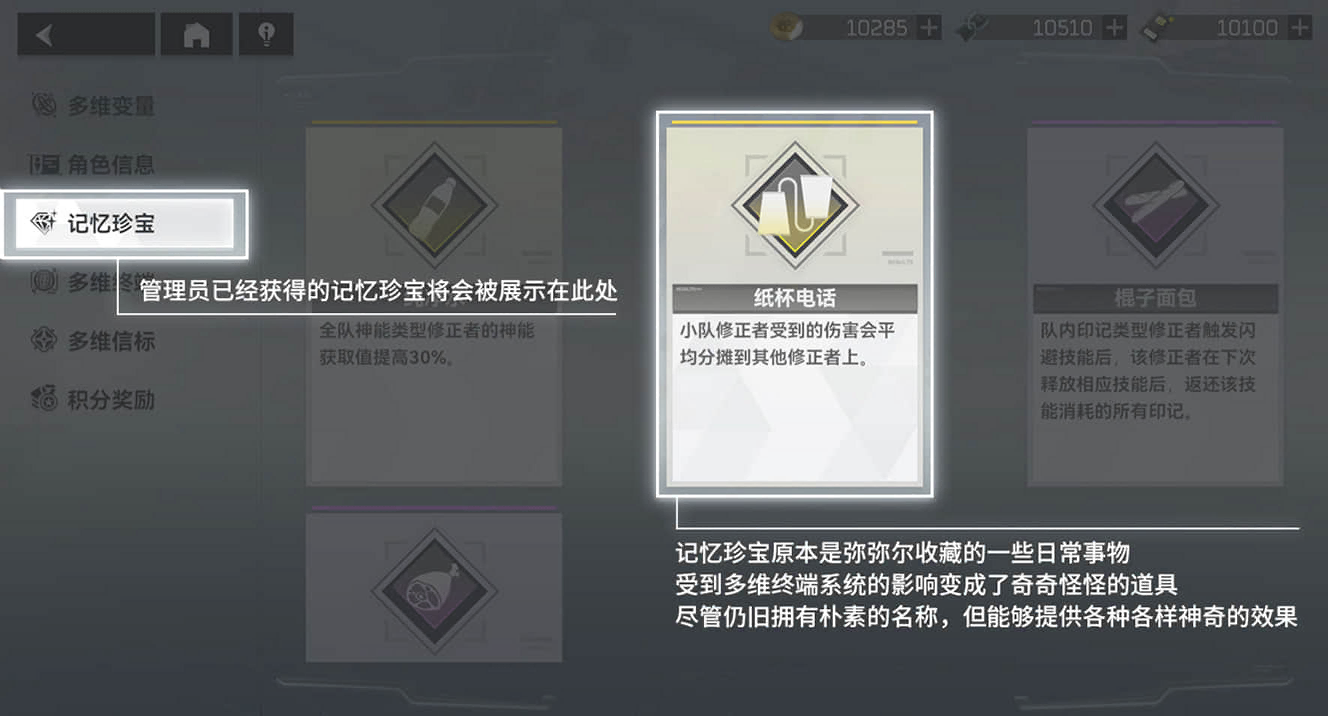 10285
10510
10100
多维变量
角色信息
记忆珍宝
多维终端
多维信标
积分奖励
管理员已经获得的记忆珍宝将会被展示在此处
全队神能类型修正者的神能
获取值提高30%。
纸杯电话
小队修正者受到的伤害会平
均分摊到其他修正者上。
棍子面包
队内印记类型修正者触发闪
避技能后，该修正者在下次
释放相应技能后，返还该技
能消耗的所有印记。
记忆珍宝原本是弥弥尔收藏的一些日常事物
受到多维终端系统的影响变成了奇奇怪怪的道具
尽管仍旧拥有朴素的名称，但能够提供各种各样神奇的效果